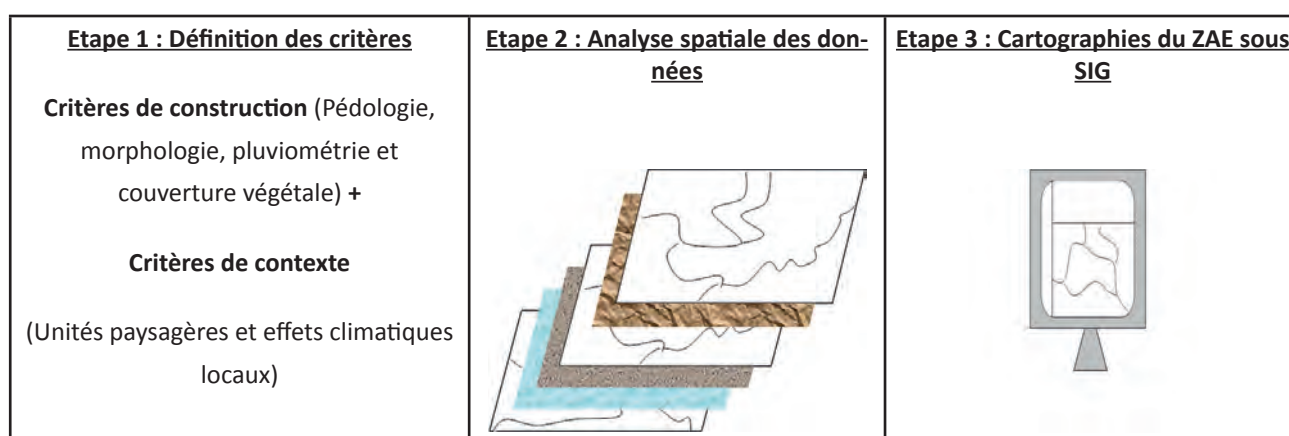 Etape 1 : Définition des critères
Critères de construction (Pédologie,
morphologie, pluviométrie et
couverture végétale) +
Critères de contexte
(Unités paysagères et effets climatiques
locaux)
Etape 2 : Analyse spatiale des don-
nées
Etape 3 : Cartographies du ZAE sous
SIG